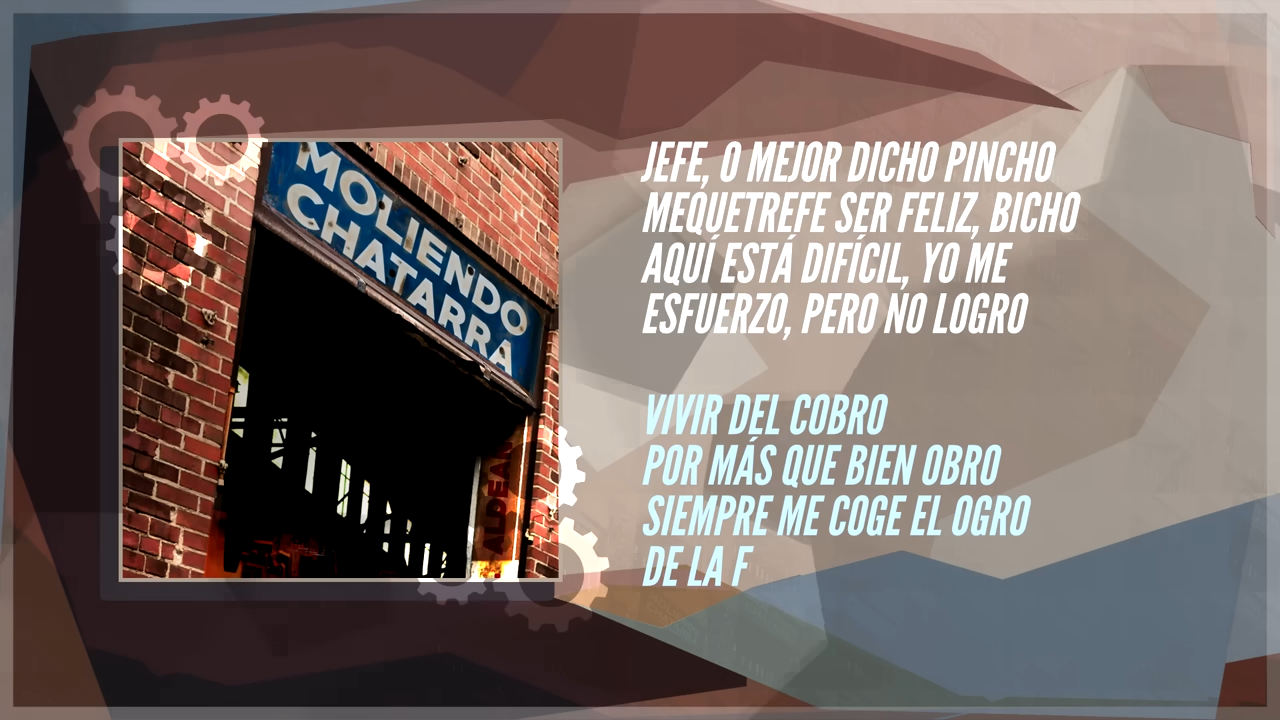 MOLIENDO
CHATARRA
ALDEAN
JEFE, O MEJOR DICHO PINCHO
MEQUETREFE SER FELIZ, BICHO
AQUÍ ESTÁ DIFÍCIL, YO ME
ESFUERZO, PERO NO LOGRO
VIVIR DEL COBRO
POR MÁS QUE BIEN OBRO
SIEMPRE ME COGE EL OGRO
DE LA F